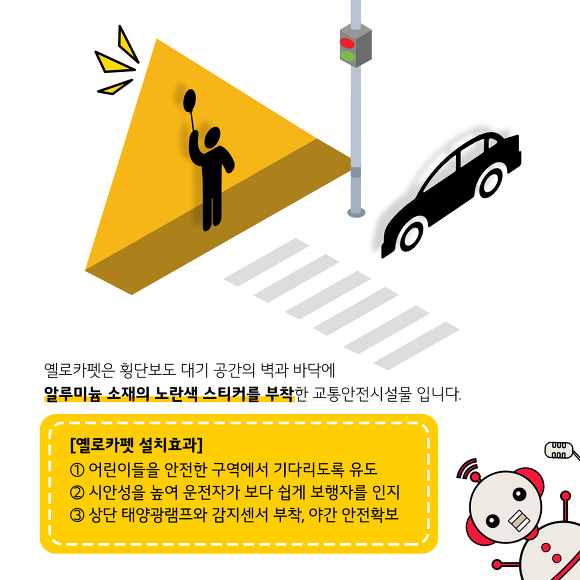 옐로카펫은 횡단보도 대기 공간의 벽과 바닥에
알루미늄 소재의 노란색 스티커를 부착한 교통안전시설물 입니다.
[옐로카펫 설치효과]
① 어린이들을 안전한 구역에서 기다리도록 유도
② 시안성을 높여 운전자가 보다 쉽게 보행자를 인지
③ 상단 태양광램프와 감지센서 부착, 야간 안전확보